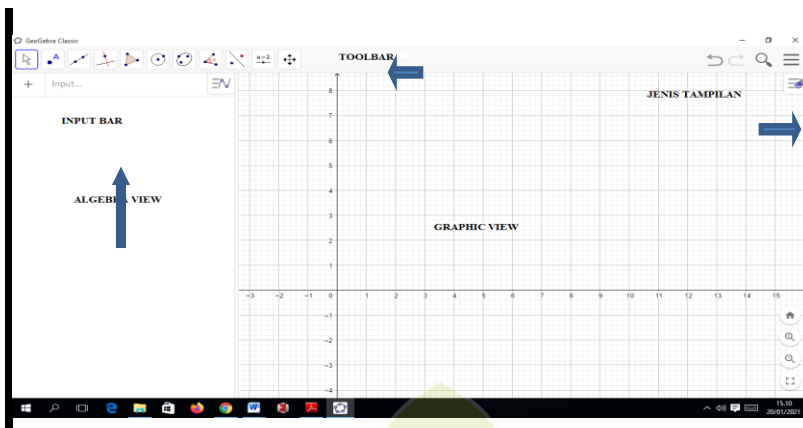 GeoGebra Classic
a=2
TOOLBAR
Input...
JENIS TAMPILAN
INPUT BAR
ALGEBRA VIEW
GRAPHIC VIEW
8
7
6
5
4
3
2
1
-3 -2 -1 0 1 2 3 4 5 6 7 8 9 10 11 12 13 14 15
-1
-2
-3
-4
15.10
20/01/2021